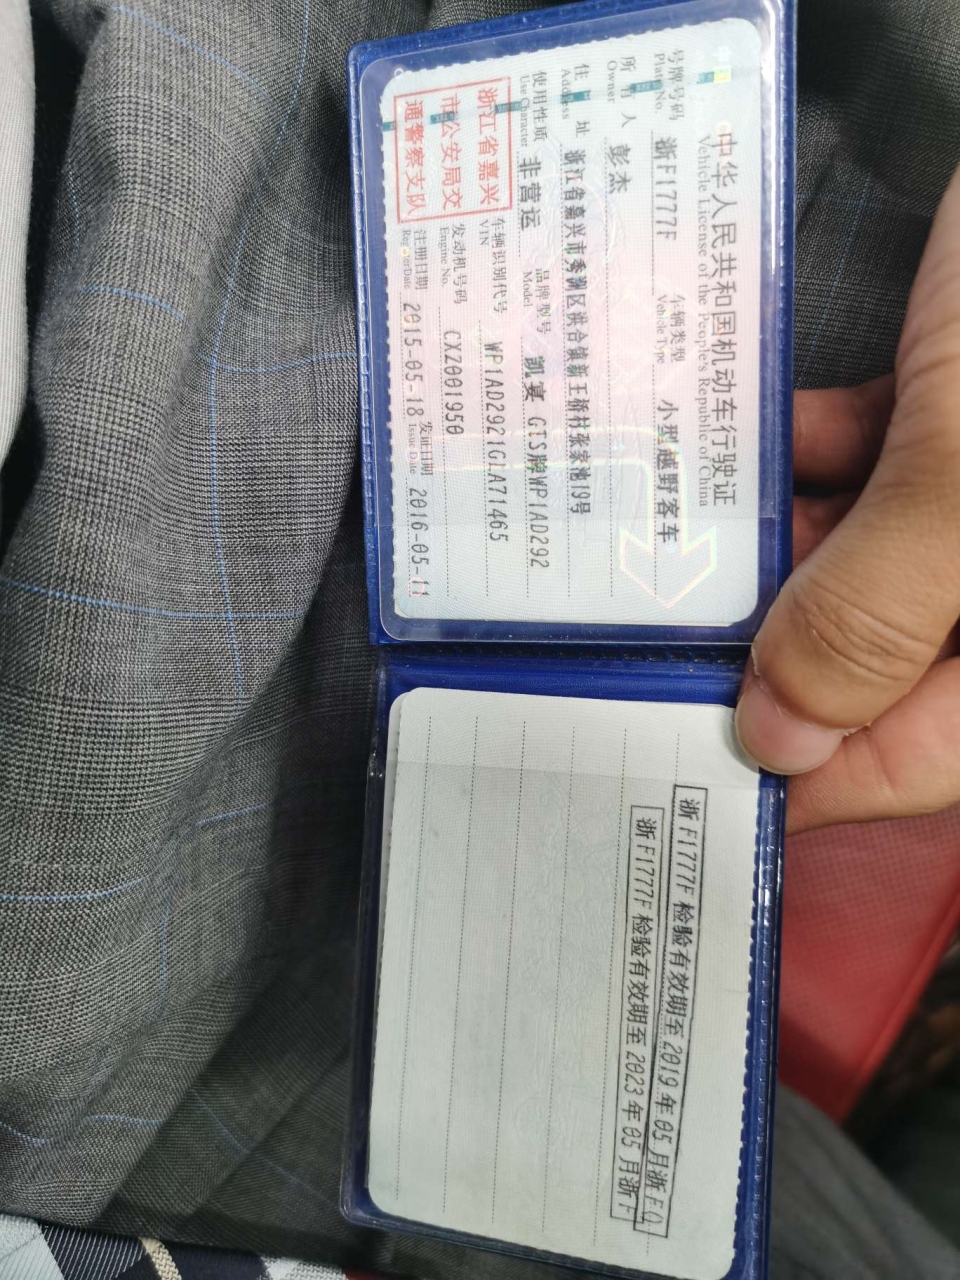 中华人民共和国机动车行驶证
Vehicle License of the People's Republic of China
号牌号码 浙F1777F 车辆类型 小型越野客车
Plate No. Vehicle Type
所有人 彭杰
Owner
住址 浙江省嘉兴市秀湖区洪合镇新王桥村张家池19号
Address
使用性质 非营运 品牌型号 凯宴 GTS牌WP1AD292
Use Character Model
浙江省嘉兴
市公安局交
通警察支队
车辆识别代号 WP1AD2921GLA71465
VIN
发动机号码 CXZ001950
Engine No.
注册日期 2015-05-18 发证日期 2016-05-11
Register Date Issue Date
浙F1777F 检验有效期至2019年05月浙FQ
浙F1777F 检验有效期至2023年05月浙F